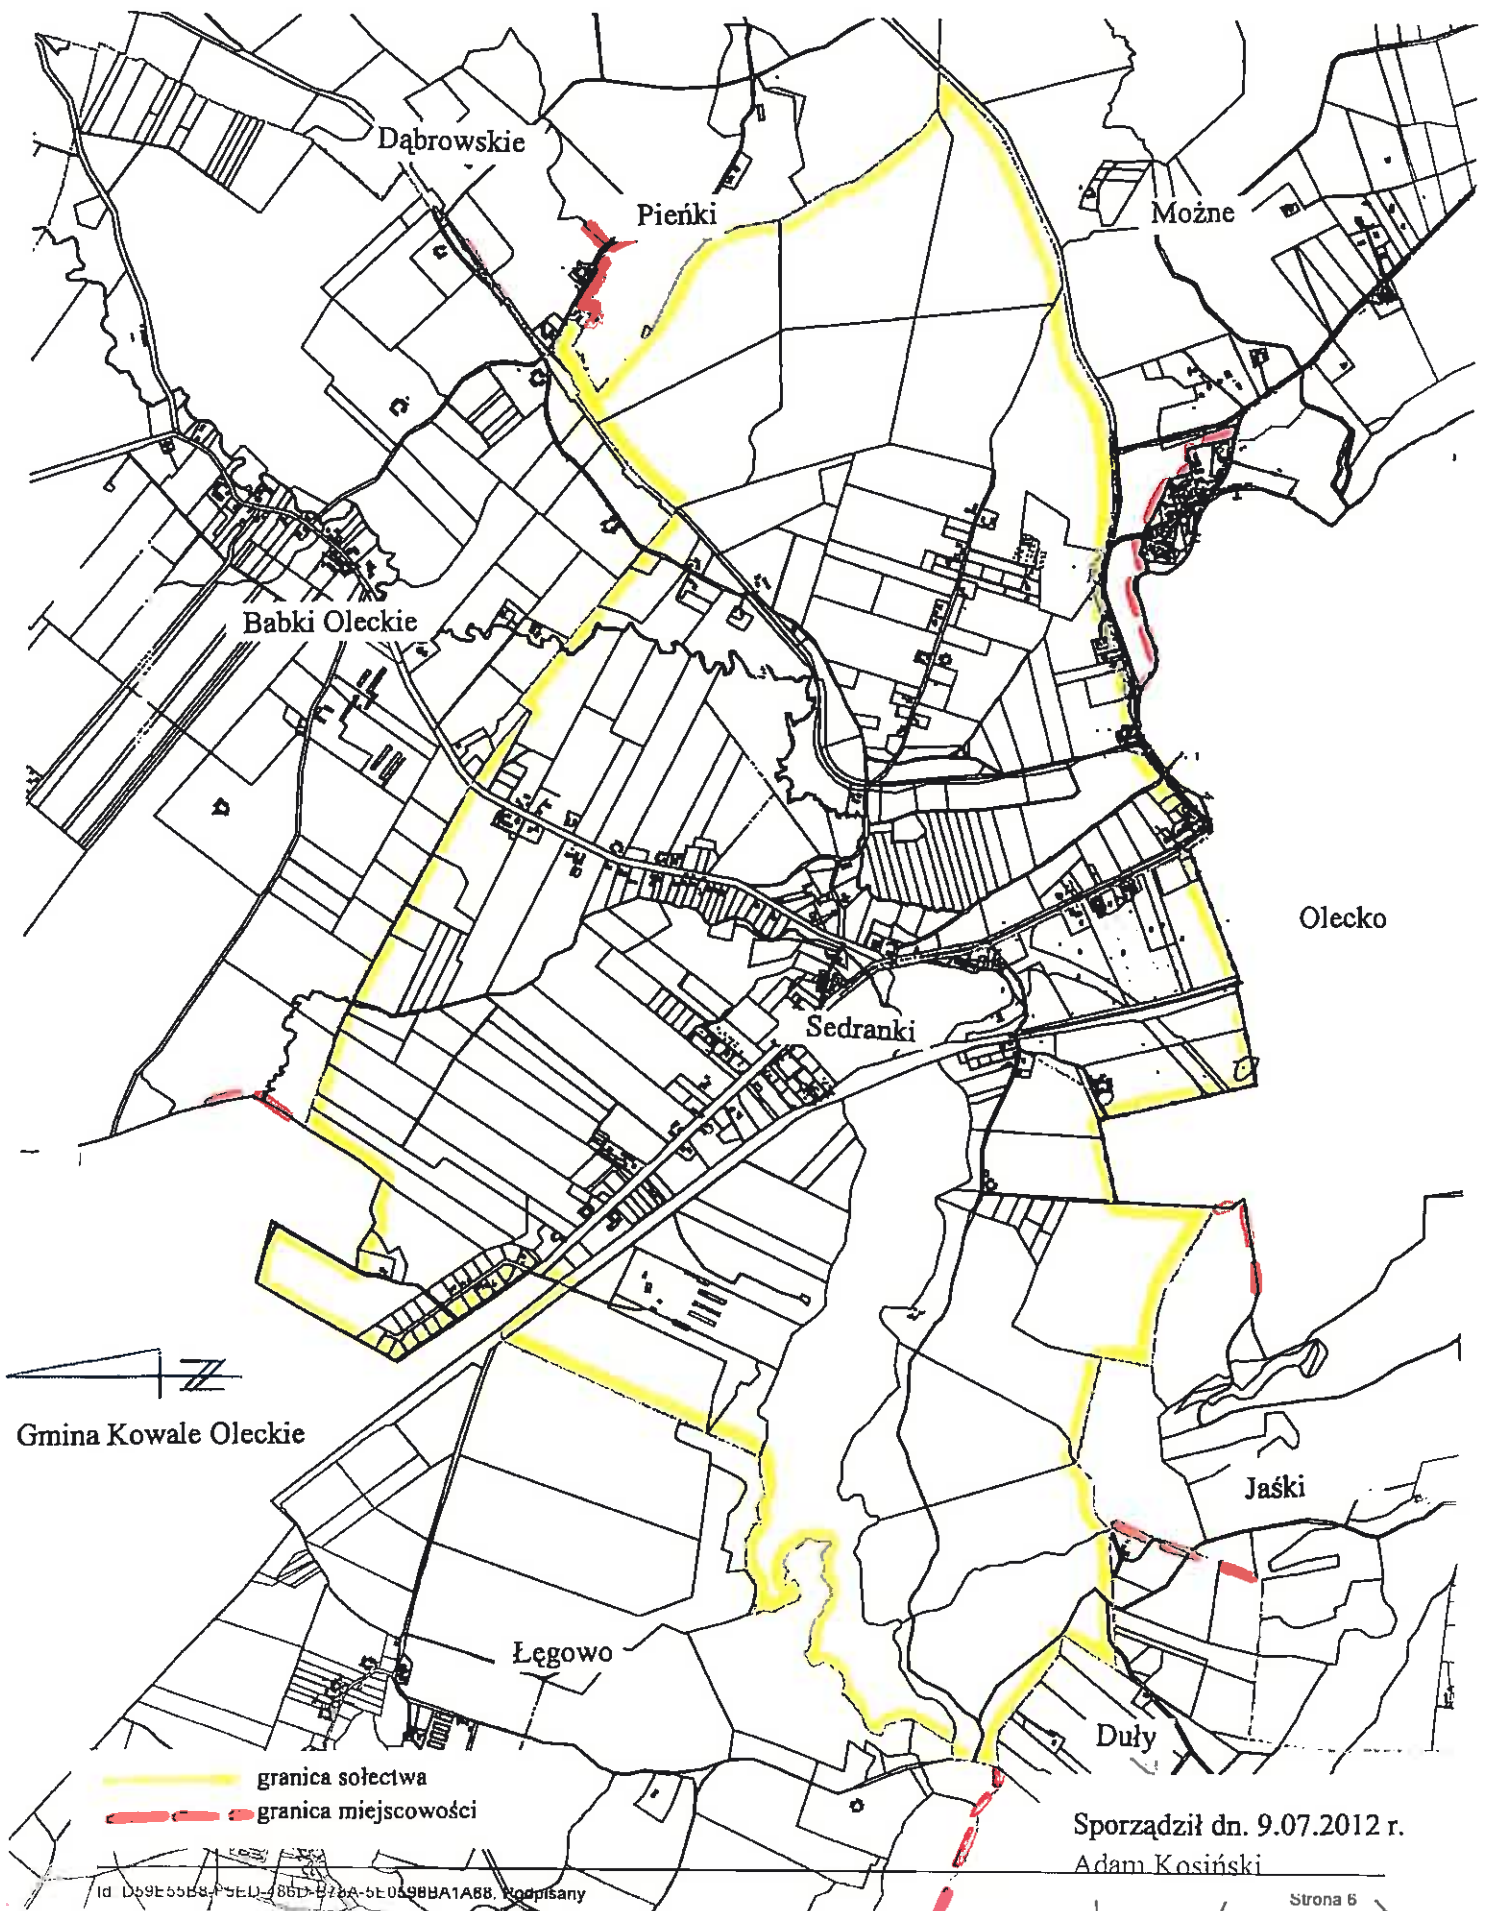 Dąbrowskie
Pieńki
Możne
Babki Oleckie
Olecko
Sedranki
Gmina Kowale Oleckie
Jaśki
Łęgowo
Duły
granica sołectwa
granica miejscowości
Sporządził dn. 9.07.2012 r.
Adam Kosiński
Podpisany
Strona 6